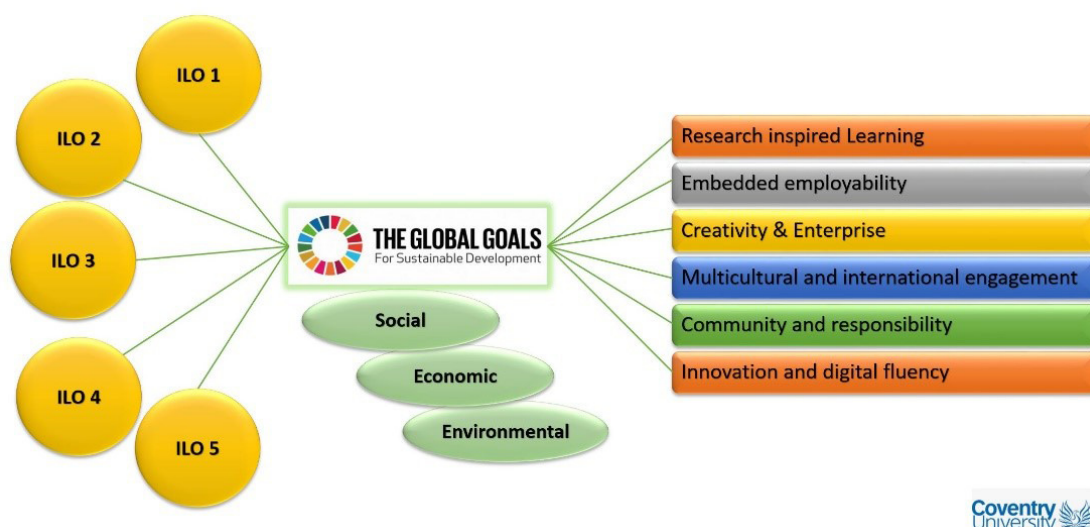 ILO 1
ILO 2
ILO 3
ILO 4
ILO 5
THE GLOBAL GOALS
For Sustainable Development
Social
Economic
Environmental
Research inspired Learning
Embedded employability
Creativity & Enterprise
Multicultural and international engagement
Community and responsibility
Innovation and digital fluency
Coventry
University